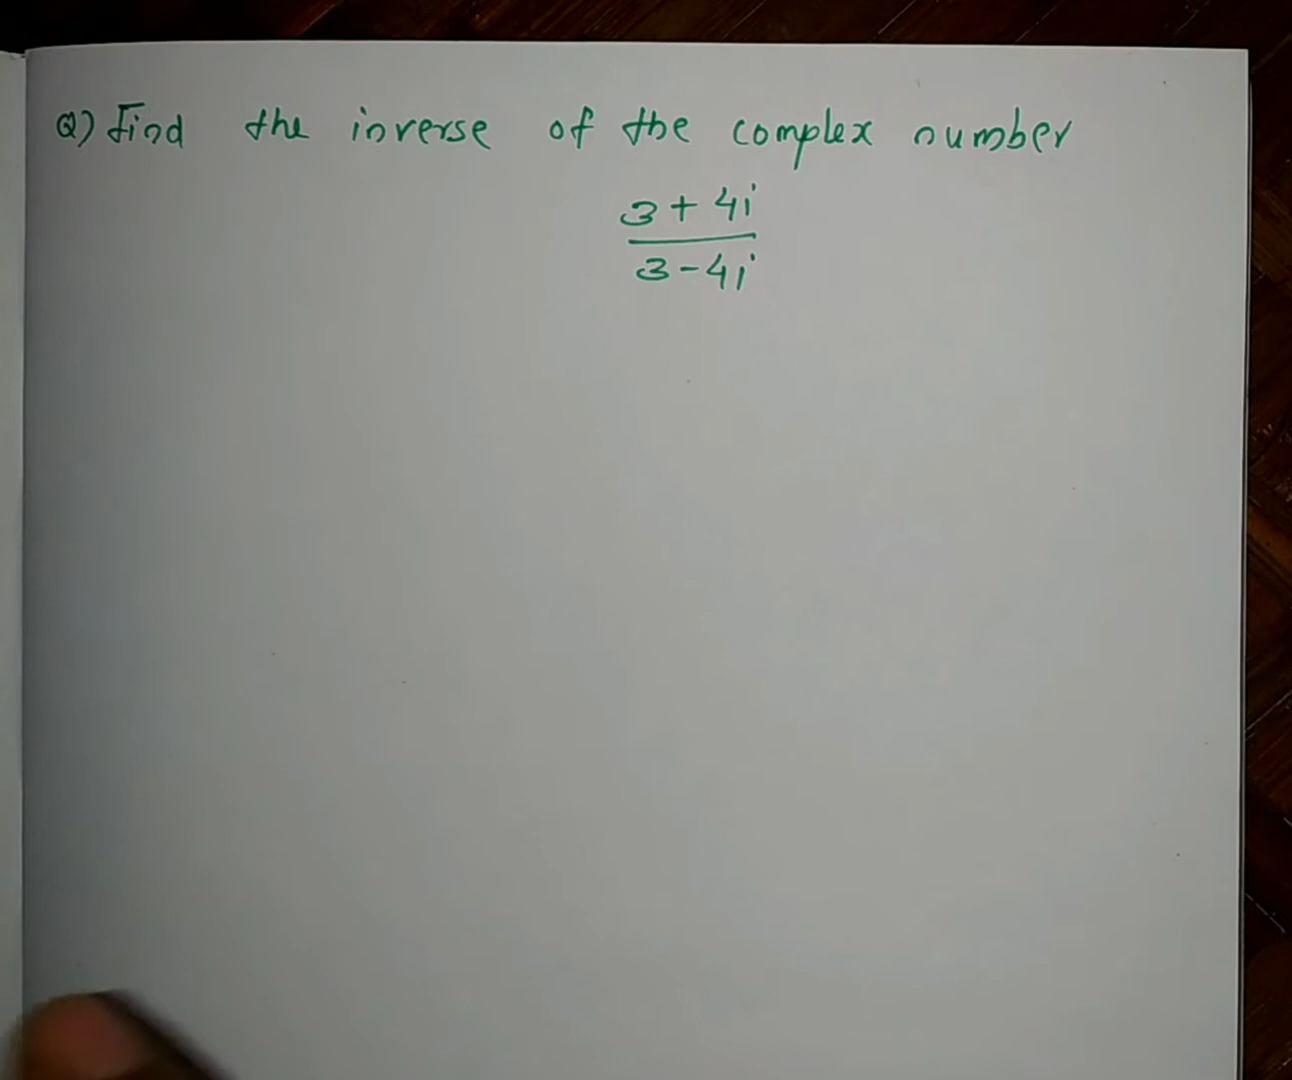 Q) Find the inverse of the complex number
3 + 4i
3 - 4i